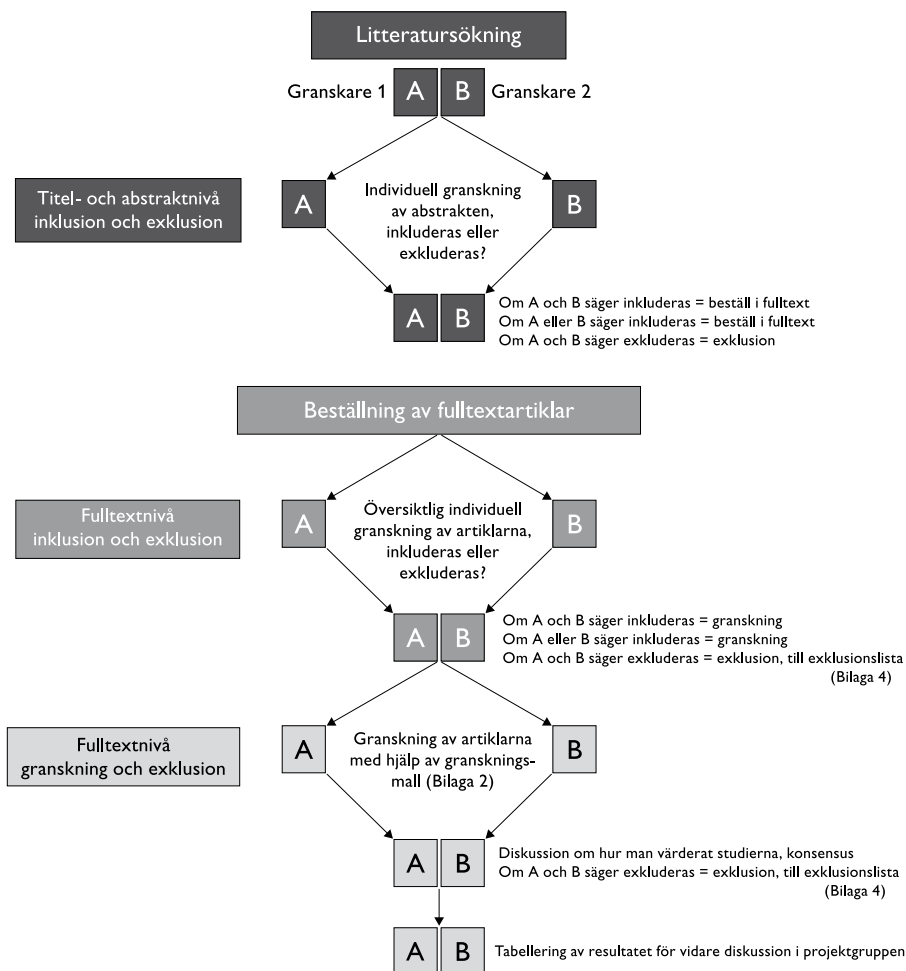 Litteratursökning
Granskare 1 A B Granskare 2
Titel- och abstraktnivå
inklusion och exklusion
A
Individuell granskning
av abstrakten,
inkluderas eller
exkluderas?
B
A B
Om A och B säger inkluderas = beställ i fulltext
Om A eller B säger inkluderas = beställ i fulltext
Om A och B säger exkluderas = exklusion
Beställning av fulltextartiklar
Fulltextnivå
inklusion och exklusion
A
Översiktlig individuell
granskning av artiklarna,
inkluderas eller
exkluderas?
B
A B
Om A och B säger inkluderas = granskning
Om A eller B säger inkluderas = granskning
Om A och B säger exkluderas = exklusion, till exklusionslista
(Bilaga 4)
Fulltextnivå
granskning och exklusion
A
Granskning av artiklarna
med hjälp av gransknings-
mall (Bilaga 2)
B
A B
Diskussion om hur man värderat studierna, konsensus
Om A och B säger exkluderas = exklusion, till exklusionslista
(Bilaga 4)
A B
Tabellering av resultatet för vidare diskussion i projektgruppen